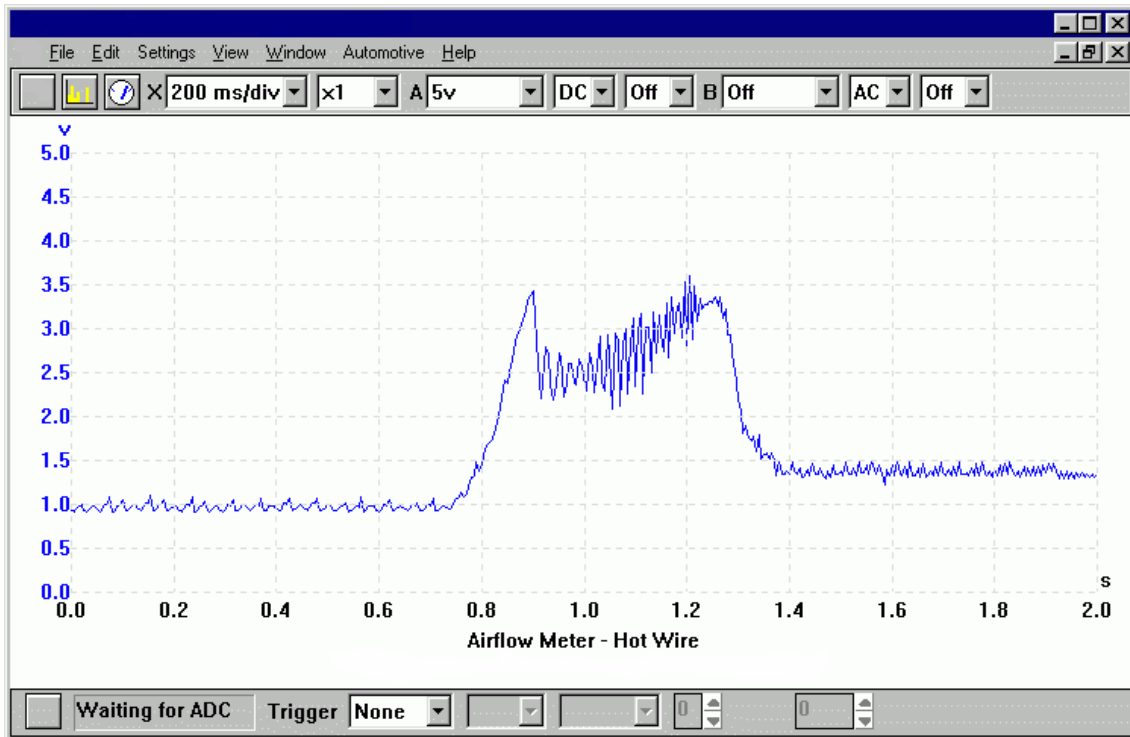 File Edit Settings View Window Automotive Help
X 200 ms/div x1 A 5v DC Off B Off AC Off
v
5.0
4.5
4.0
3.5
3.0
2.5
2.0
1.5
1.0
0.5
0.0
s
0.0 0.2 0.4 0.6 0.8 1.0 1.2 1.4 1.6 1.8 2.0
Airflow Meter - Hot Wire
Waiting for ADC Trigger None 0 0